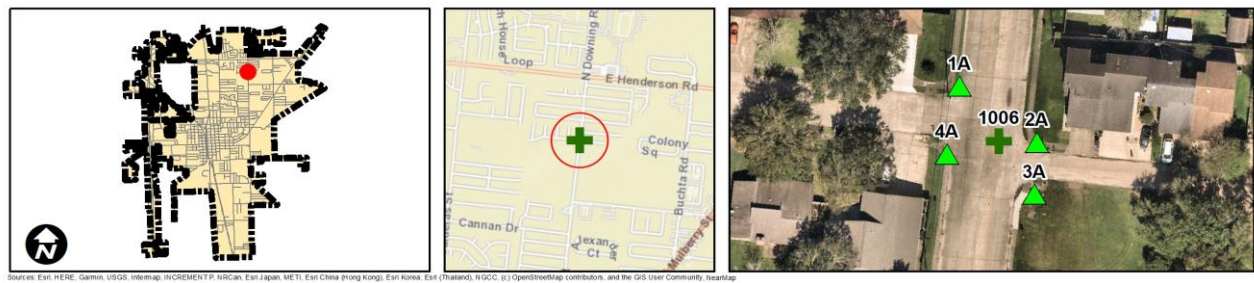 N
N Downing R
Loop
E Henderson Rd
Colony
Sq
Buchta Rd
Cannan Dr
Mulberry St
Ct
1A
1006
2A
4A
3A
Sources: Esri, HERE, Garmin, USGS, Intermap, INCREMENT P, NRCan, Esri Japan, METI, Esri China (Hong Kong), Esri Korea, Esri (Thailand), NGCC, (c) OpenStreetMap contributors, and the GIS User Community, NearMap